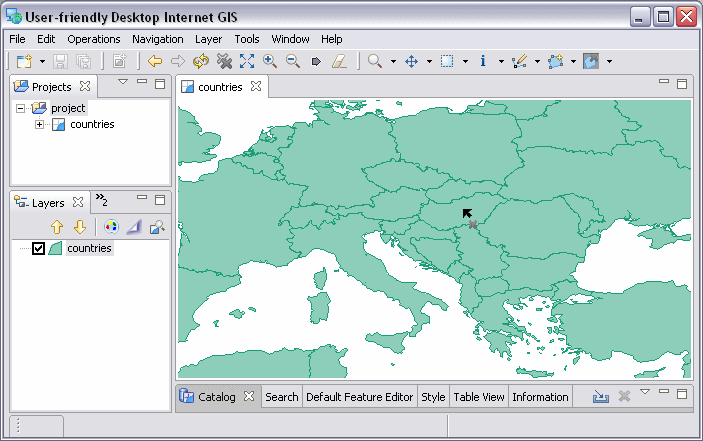 User-friendly Desktop Internet GIS
File Edit Operations Navigation Layer Tools Window Help
Projects
project
countries
Layers
2
countries
countries
Catalog Search Default Feature Editor Style Table View Information